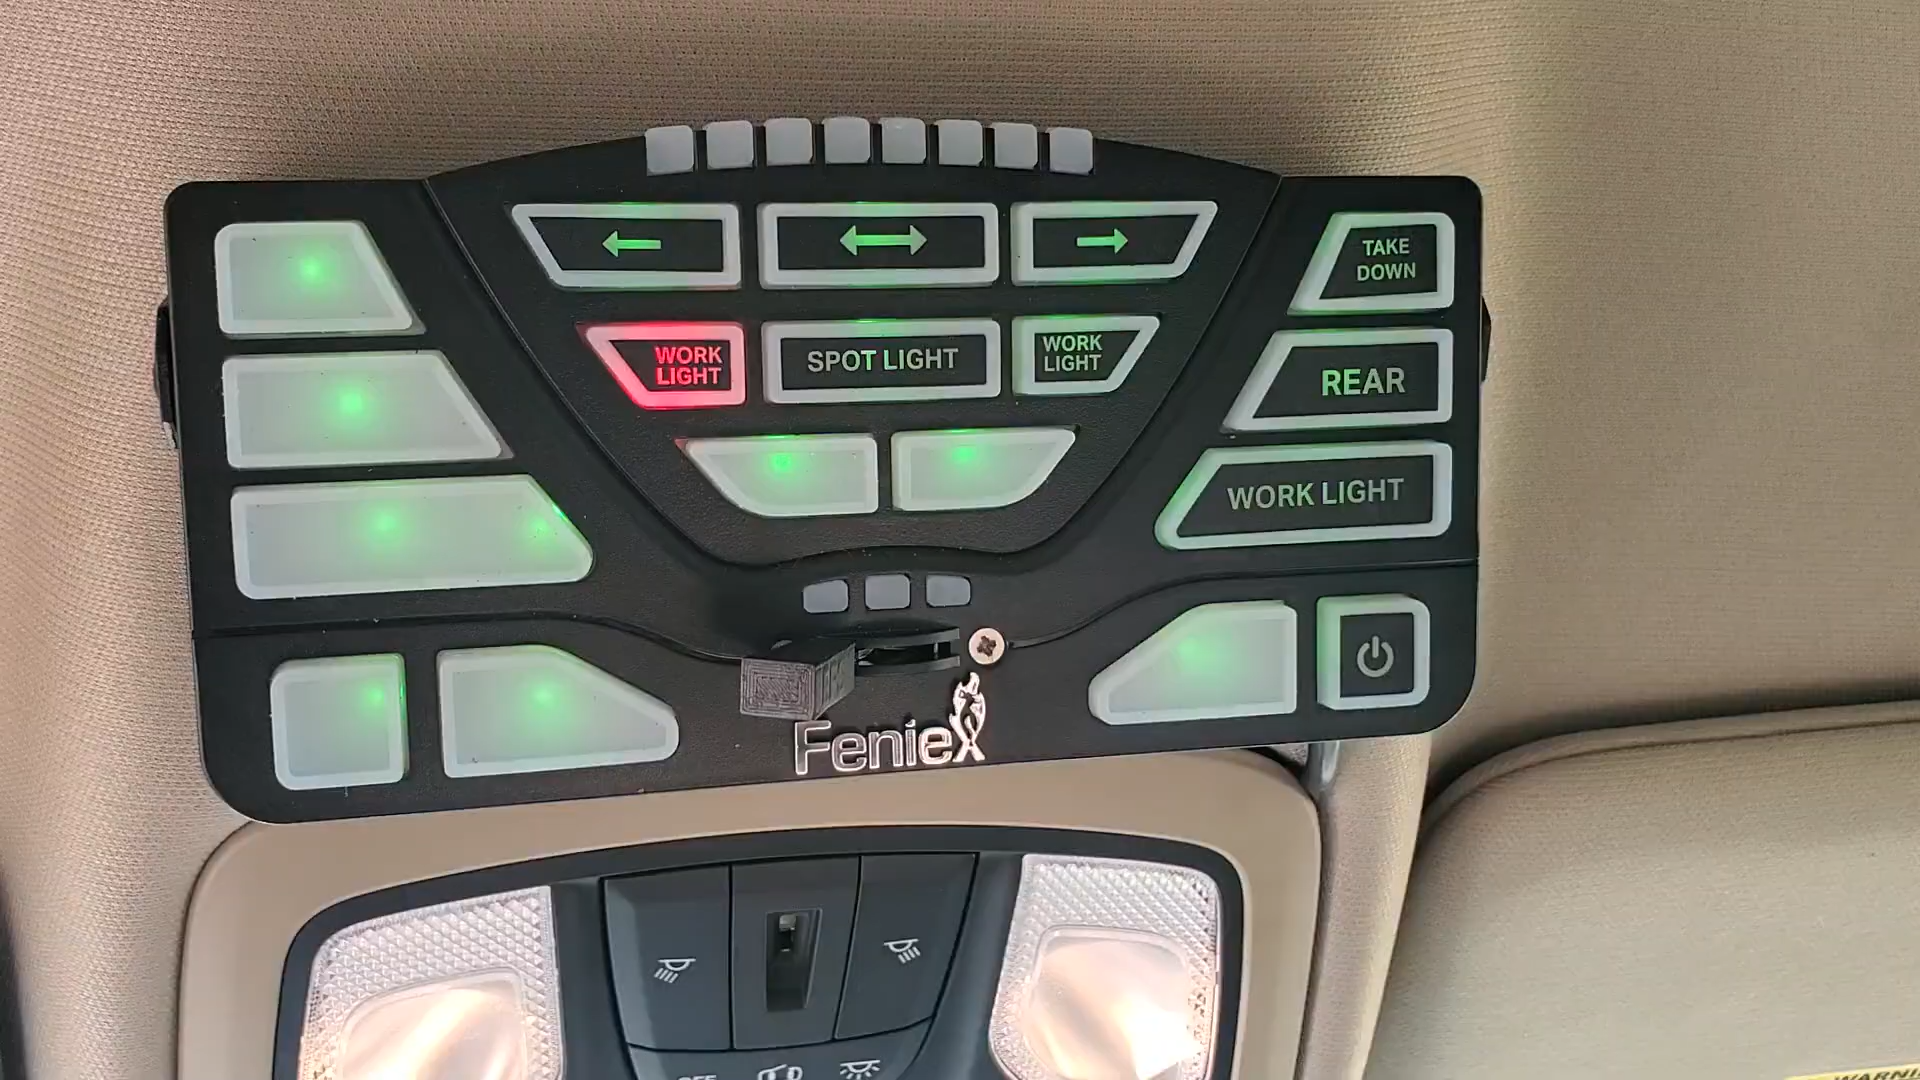 TAKE
DOWN
WORK
LIGHT
SPOT LIGHT
WORK
LIGHT
REAR
WORK LIGHT
Feniex